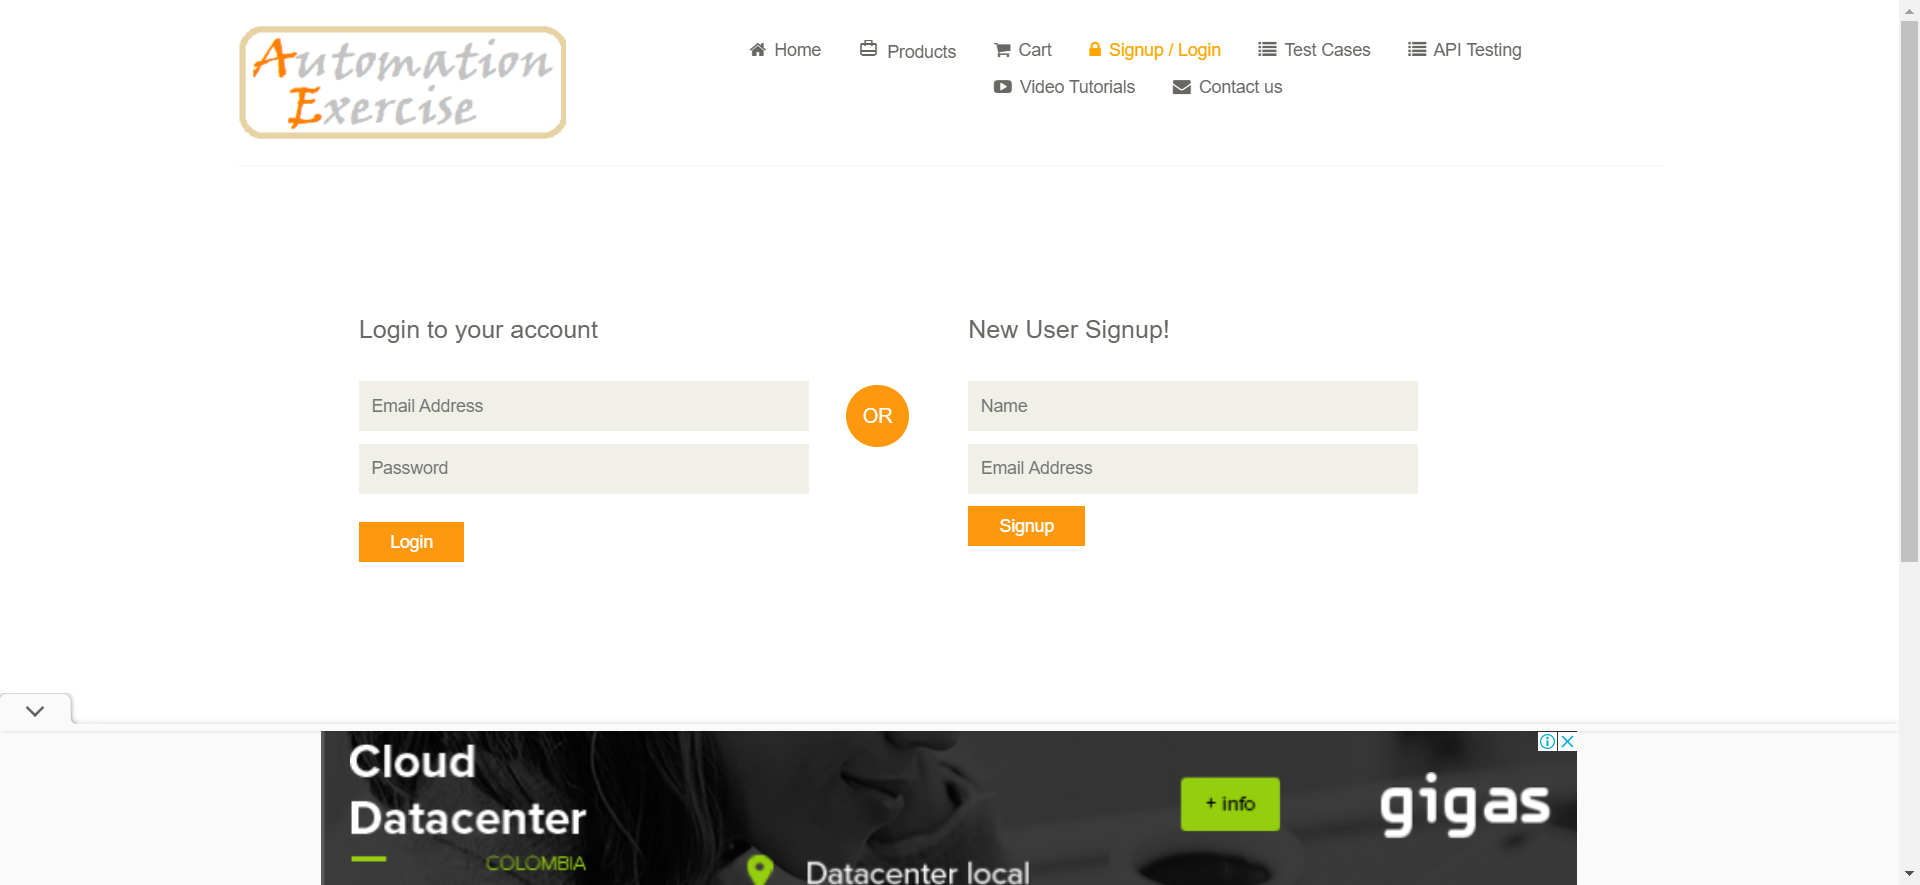 Automation
Exercise
Home
Products
Cart
Signup / Login
Test Cases
API Testing
Video Tutorials
Contact us
Login to your account
Email Address
Password
Login
OR
New User Signup!
Name
Email Address
Signup
Cloud
Datacenter
COLOMBIA
Datacenter local
+ info
gigas